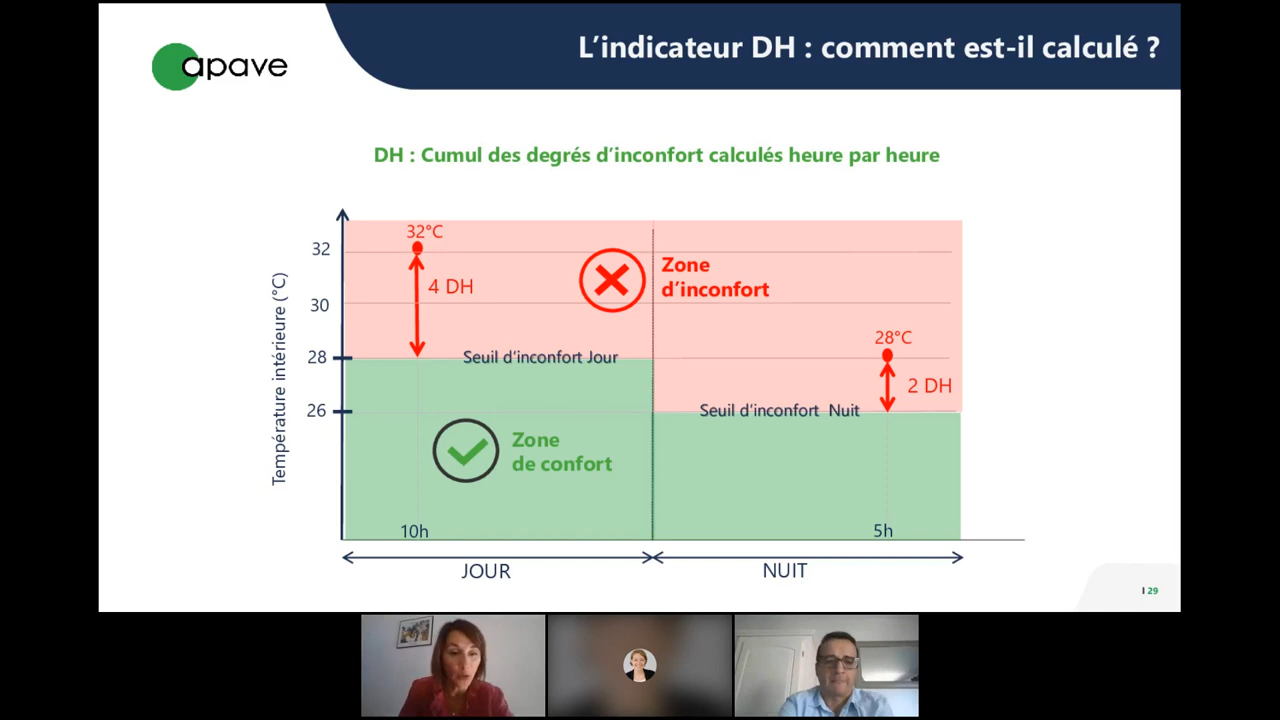 apave
L’indicateur DH : comment est-il calculé ?
DH : Cumul des degrés d’inconfort calculés heure par heure
Température intérieure (°C)
32
30
28
26
32°C
4 DH
Zone
d’inconfort
Seuil d’inconfort Jour
28°C
2 DH
Seuil d’inconfort Nuit
Zone
de confort
10h
5h
JOUR
NUIT
I 29